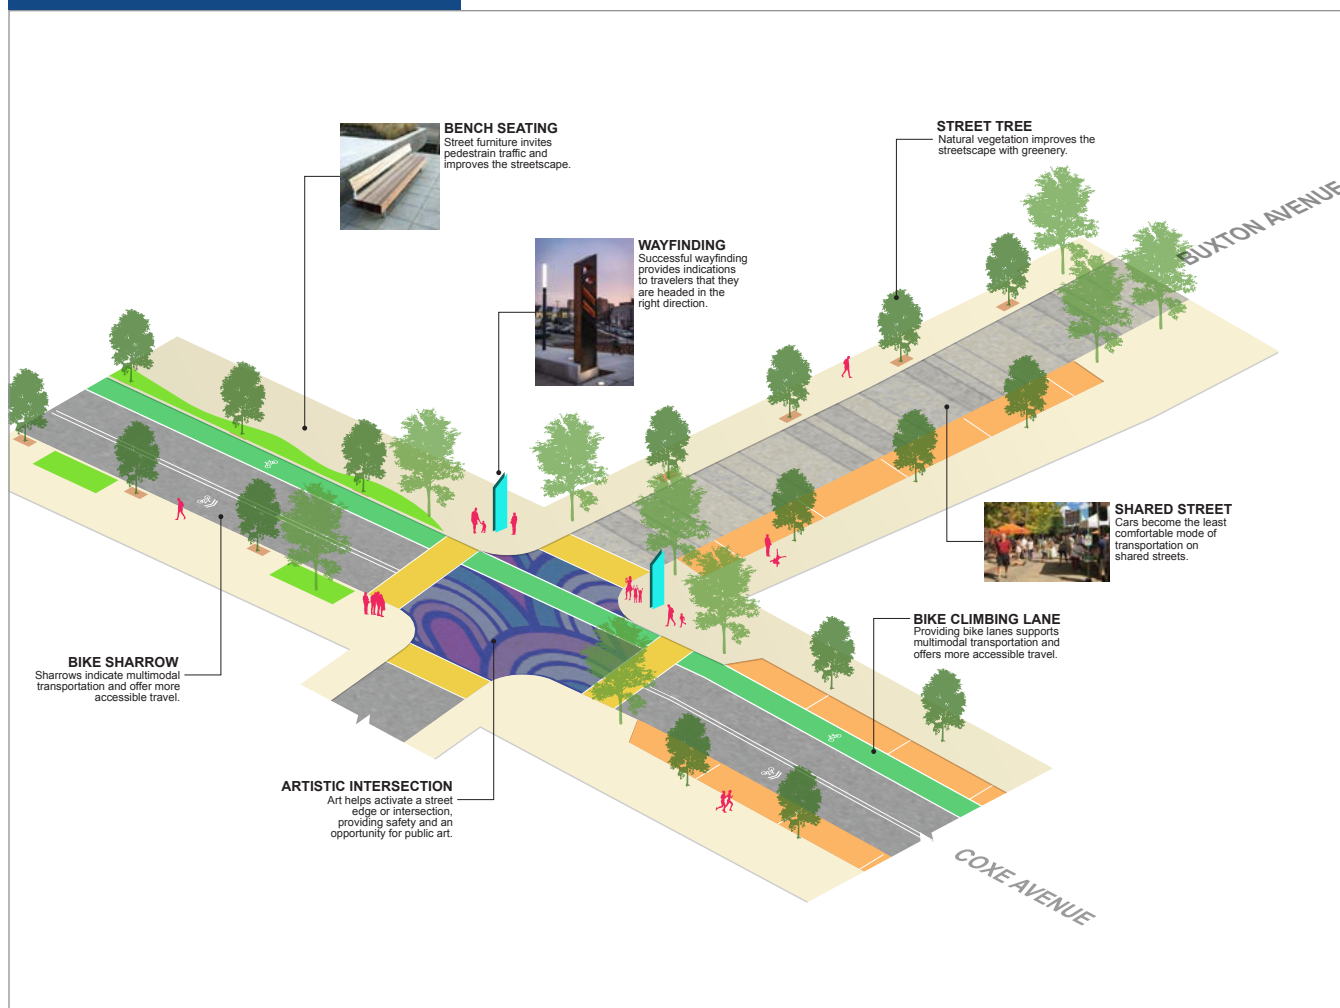 BENCH SEATING
Street furniture invites
pedestrain traffic and
improves the streetscape.
STREET TREE
Natural vegetation improves the
streetscape with greenery.
BUXTON AVENUE
WAYFINDING
Successful wayfinding
provides indications
to travelers that they
are headed in the
right direction.
SHARED STREET
Cars become the least
comfortable mode of
transportation on
shared streets.
BIKE CLIMBING LANE
Providing bike lanes supports
multimodal transportation and
offers more accessible travel.
BIKE SHARROW
Sharrows indicate multimodal
transportation and offer more
accessible travel.
ARTISTIC INTERSECTION
Art helps activate a street
edge or intersection,
providing safety and an
opportunity for public art.
COXE AVENUE